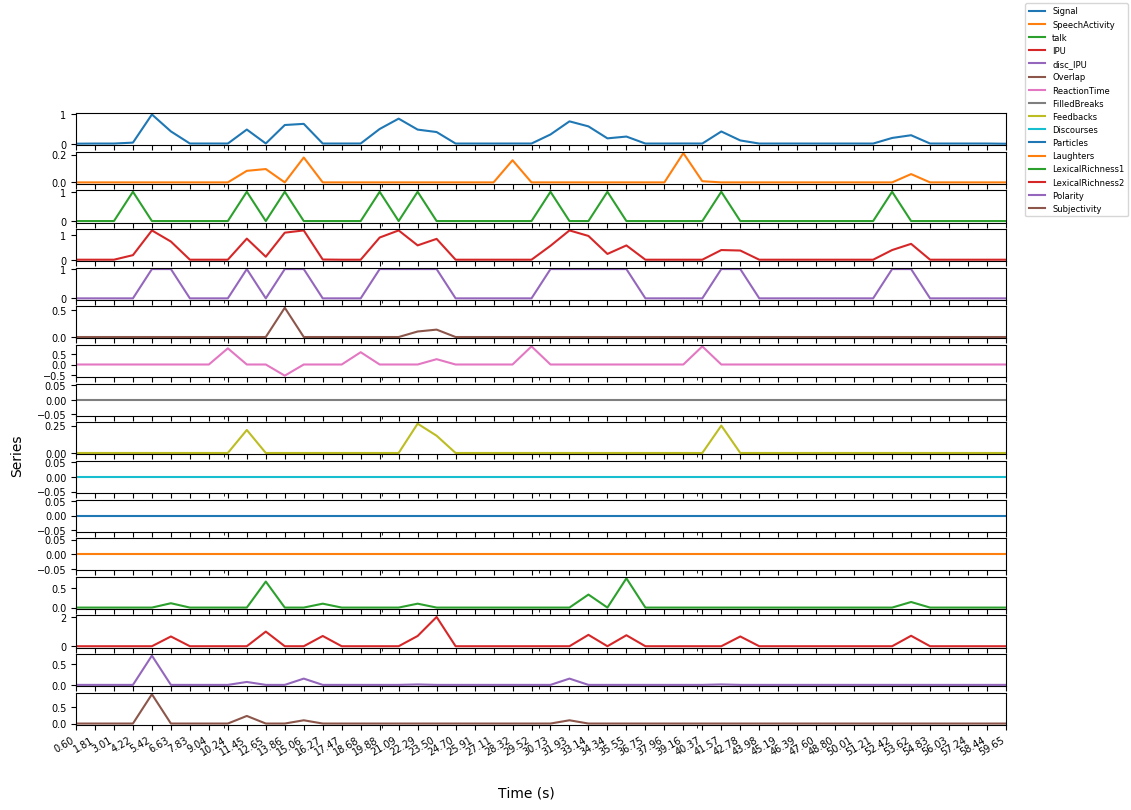 Signal
SpeechActivity
talk
IPU
disc_IPU
Overlap
ReactionTime
FilledBreaks
Feedbacks
Discourses
Particles
Laughters
LexicalRichness1
LexicalRichness2
Polarity
Subjectivity
1
0
0.2
0.0
1
0
1
0
1
0
0.5
0.0
0.5
0.0
−0.5
0.05
0.00
−0.05
0.25
0.00
0.05
0.00
−0.05
0.05
0.00
−0.05
0.05
0.00
−0.05
0.5
0.0
2
0
0.5
0.0
0.5
0.0
Series
0.60 1.81 3.01 4.22 5.42 6.63 7.83 9.04 10.24 11.45 12.65 13.86 15.06 16.27 17.47 18.68 19.88 21.09 22.29 23.50 24.70 25.91 27.11 28.32 29.52 30.73 31.93 33.14 34.34 35.55 36.75 37.96 39.16 40.37 41.57 42.78 43.98 45.19 46.39 47.60 48.80 50.01 51.21 52.42 53.62 54.83 56.03 57.24 58.44 59.65
Time (s)